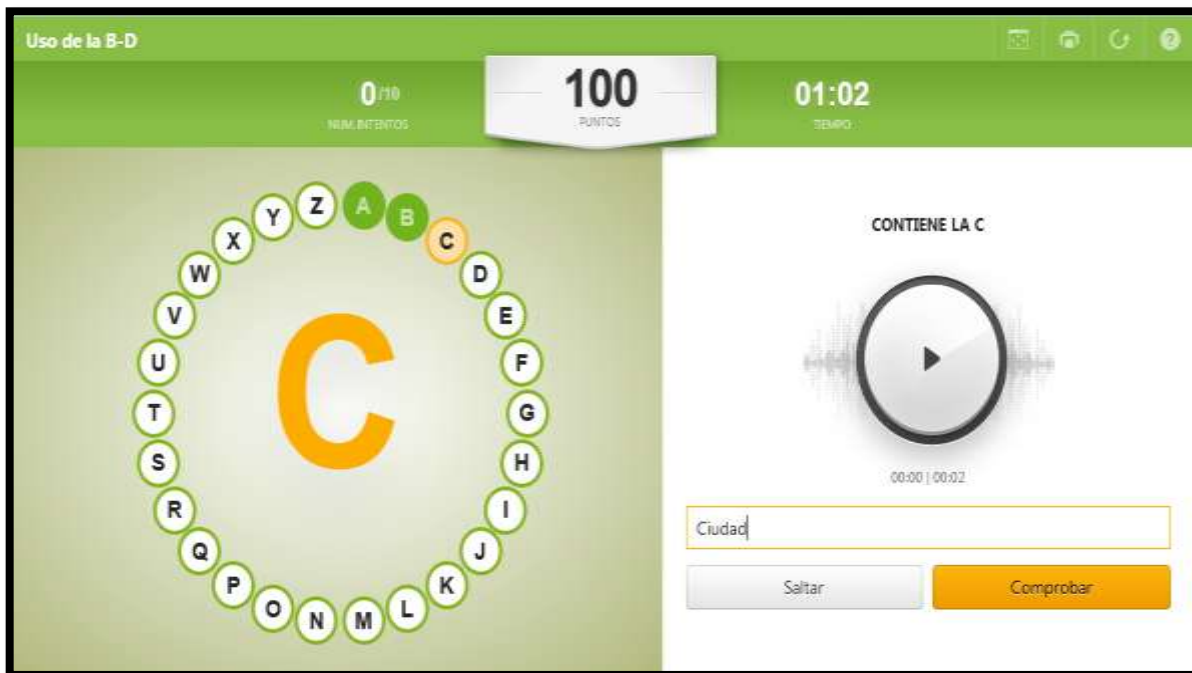 Uso de la B-D
0/10
NUM. INTENTOS
100
PUNTOS
01:02
TIEMPO
A
B
C
D
E
F
G
H
I
J
K
L
M
N
O
P
Q
R
S
T
U
V
W
X
Y
Z
C
CONTIENE LA C
00:00 | 00:02
Ciudad
Saltar
Comprobar